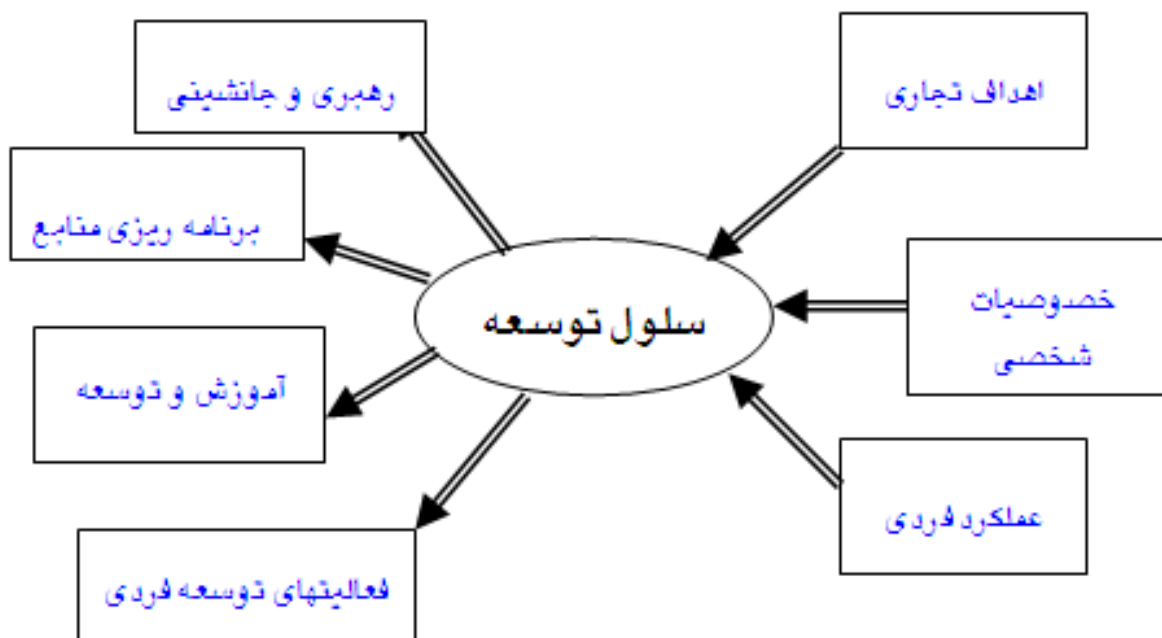 اهداف تجاری
رهبری و جانشینی
برنامه ریزی منابع
خصوصیات
شخصی
سلول توسعه
آموزش و توسعه
عملکرد فردی
فعالیتهای توسعه فردی